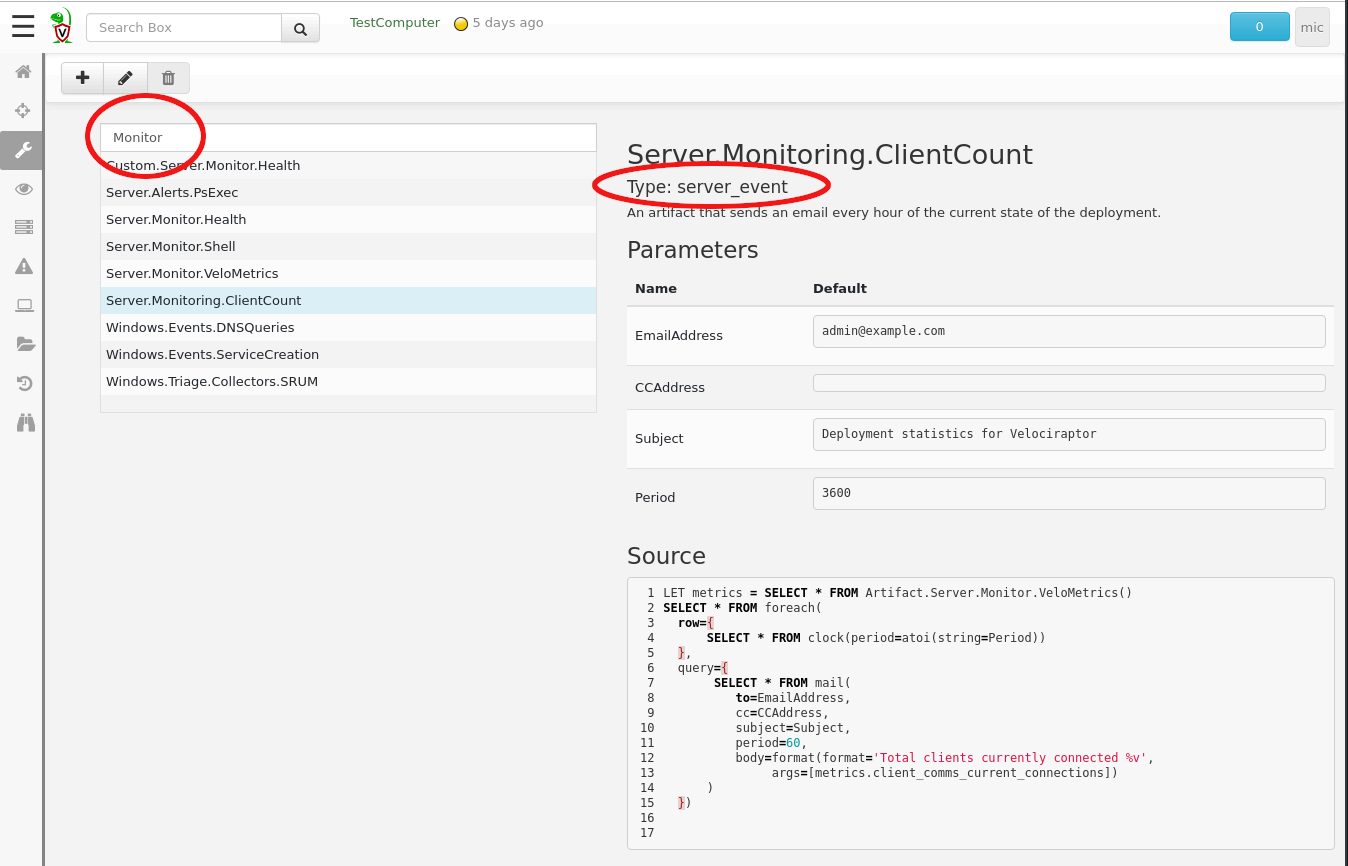 Search Box
TestComputer
5 days ago
0
mic
Monitor
Custom.Server.Monitor.Health
Server.Alerts.PsExec
Server.Monitor.Health
Server.Monitor.Shell
Server.Monitor.VeloMetrics
Server.Monitoring.ClientCount
Windows.Events.DNSQueries
Windows.Events.ServiceCreation
Windows.Triage.Collectors.SRUM
Server.Monitoring.ClientCount
Type: server_event
An artifact that sends an email every hour of the current state of the deployment.
Parameters
Name Default
EmailAddress admin@example.com
CCAddress
Subject Deployment statistics for Velociraptor
Period 3600
Source
1 LET metrics = SELECT * FROM Artifact.Server.Monitor.VeloMetrics()
2 SELECT * FROM foreach(
3 row={
4 SELECT * FROM clock(period=atoi(string=Period))
5 },
6 query={
7 SELECT * FROM mail(
8 to=EmailAddress,
9 cc=CCAddress,
10 subject=Subject,
11 period=60,
12 body=format(format='Total clients currently connected %v',
13 args=[metrics.client_comms_current_connections])
14 )
15 })
16
17